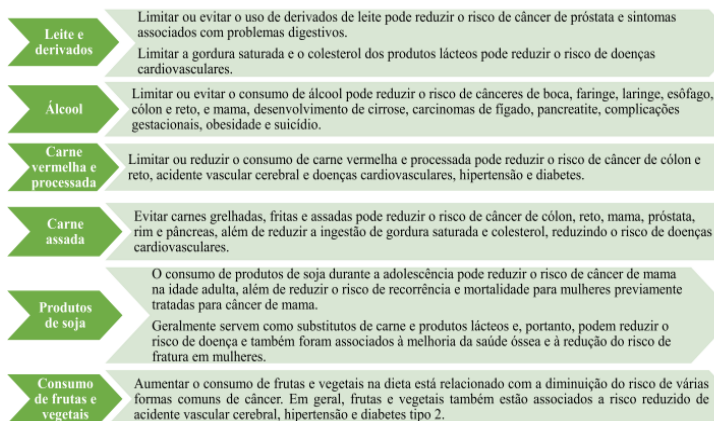 Leite e
derivados
Limitar ou evitar o uso de derivados de leite pode reduzir o risco de câncer de próstata e sintomas
associados com problemas digestivos.
Limitar a gordura saturada e o colesterol dos produtos lácteos pode reduzir o risco de doenças
cardiovasculares.
Álcool
Limitar ou evitar o consumo de álcool pode reduzir o risco de cânceres de boca, faringe, laringe, esôfago,
cólon e reto, e mama, desenvolvimento de cirrose, carcinomas de fígado, pancreatite, complicações
gestacionais, obesidade e suicídio.
Carne
vermelha e
processada
Limitar ou reduzir o consumo de carne vermelha e processada pode reduzir o risco de câncer de cólon e
reto, acidente vascular cerebral e doenças cardiovasculares, hipertensão e diabetes.
Carne
assada
Evitar carnes grelhadas, fritas e assadas pode reduzir o risco de câncer de cólon, reto, mama, próstata,
rim e pâncreas, além de reduzir a ingestão de gordura saturada e colesterol, reduzindo o risco de doenças
cardiovasculares.
Produtos
de soja
O consumo de produtos de soja durante a adolescência pode reduzir o risco de câncer de mama
na idade adulta, além de reduzir o risco de recorrência e mortalidade para mulheres previamente
tratadas para câncer de mama.
Geralmente servem como substitutos de carne e produtos lácteos e, portanto, podem reduzir o
risco de doença e também foram associados à melhoria da saúde óssea e à redução do risco de
fratura em mulheres.
Consumo
de frutas e
vegetais
Aumentar o consumo de frutas e vegetais na dieta está relacionado com a diminuição do risco de várias
formas comuns de câncer. Em geral, frutas e vegetais também estão associados a risco reduzido de
acidente vascular cerebral, hipertensão e diabetes tipo 2.